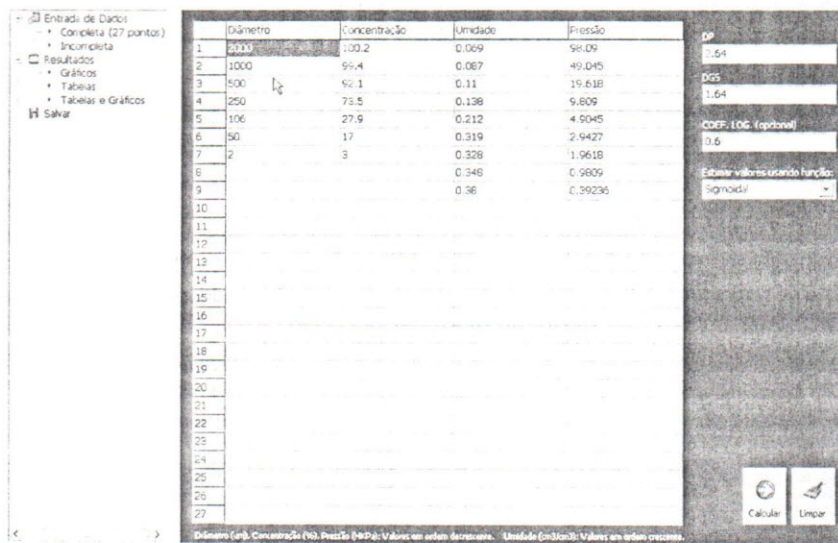 Entrada de Dados
Completa (27 pontos)
Incompleta
Resultados
Gráficos
Tabelas
Tabelas e Gráficos
Salvar
Diâmetro Concentração Umidade Pressão
1 2000 100.2 0.069 98.09
2 1000 99.4 0.087 49.045
3 500 92.1 0.11 19.618
4 250 73.5 0.138 9.809
5 106 27.9 0.212 4.9045
6 50 17 0.319 2.9427
7 2 3 0.328 1.9618
8 0.348 0.9809
9 0.38 0.39236
10
11
12
13
14
15
16
17
18
19
20
21
22
23
24
25
26
27
DP
2.64
DGS
1.64
COEF. LOG. (opcional)
0.6
Estimar valores usando função:
Sigmoidal
Calcular Limpar
Diâmetro (um), Concentração (%), Pressão (HKPa): Valores em ordem decrescente. Umidade (cm3/cm3): Valores em ordem crescente.